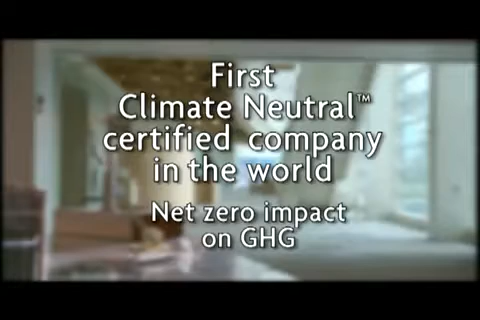 First
Climate Neutral™
certified company
in the world
Net zero impact
on GHG